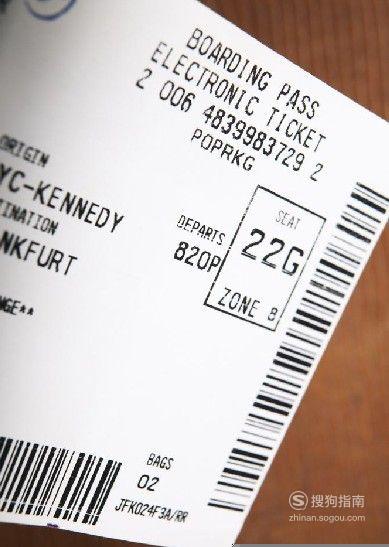 BOARDING PASS
ELECTRONIC TICKET
2 006 4839983729 2
POPRKG
ORIGIN
YC-KENNEDY
TINATION
NKFURT
NGE**
DEPARTS
820P
SEAT
22G
ZONE 8
BAGS
02
JFK024F3A/RR
搜狗指南
zhinan.sogou.com